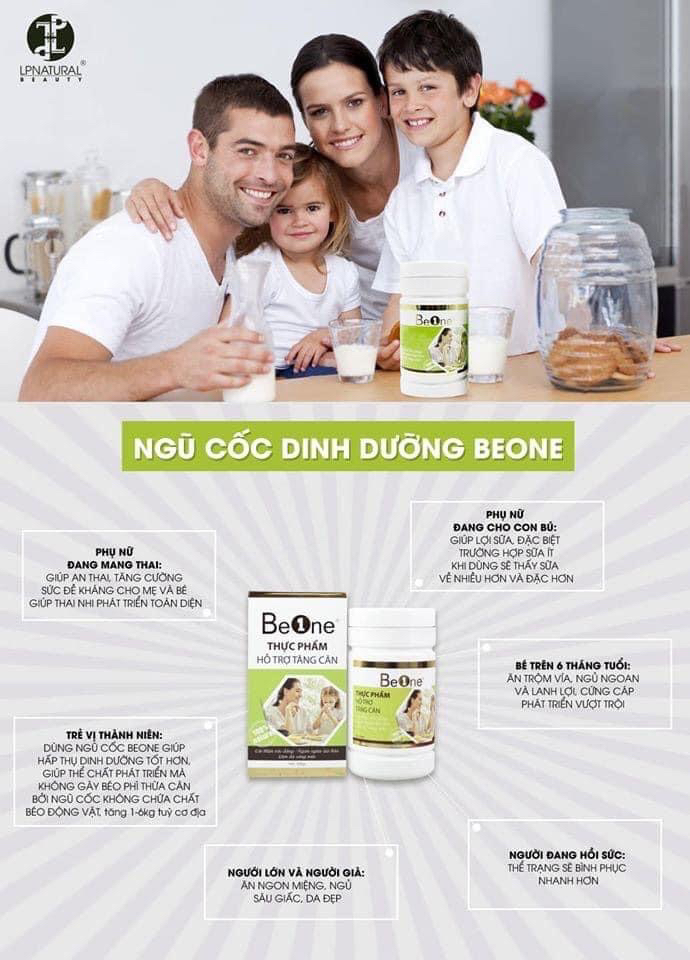 LPNATURAL®
BEAUTY
BeOne
NGŨ CỐC DINH DƯỠNG BEONE
PHỤ NỮ
ĐANG MANG THAI:
GIÚP AN THAI, TĂNG CƯỜNG
SỨC ĐỀ KHÁNG CHO MẸ VÀ BÉ
GIÚP THAI NHI PHÁT TRIỂN TOÀN DIỆN
PHỤ NỮ
ĐANG CHO CON BÚ:
GIÚP LỢI SỮA, ĐẶC BIỆT
TRƯỜNG HỢP SỮA ÍT
KHI DÙNG SẼ THẤY SỮA
VỀ NHIỀU HƠN VÀ ĐẶC HƠN
BeOne®
THỰC PHẨM
HỖ TRỢ TĂNG CÂN
100%
BeOne®
THỰC PHẨM
HỖ TRỢ
TĂNG CÂN
BÉ TRÊN 6 THÁNG TUỔI:
ĂN TRỘM VÍA, NGỦ NGOAN
VÀ LANH LỢI, CỨNG CÁP
PHÁT TRIỂN VƯỢT TRỘI
TRẺ VỊ THÀNH NIÊN:
DÙNG NGŨ CỐC BEONE GIÚP
HẤP THỤ DINH DƯỠNG TỐT HƠN,
GIÚP THỂ CHẤT PHÁT TRIỂN MÀ
KHÔNG GÂY BÉO PHÌ THỪA CÂN
BỞI NGŨ CỐC KHÔNG CHỨA CHẤT
BÉO ĐỘNG VẬT, tăng 1-6kg tuỳ cơ địa
NGƯỜI LỚN VÀ NGƯỜI GIÀ:
ĂN NGON MIỆNG, NGỦ
SÂU GIẤC, DA ĐẸP
NGƯỜI ĐANG HỒI SỨC:
THỂ TRẠNG SẼ BÌNH PHỤC
NHANH HƠN